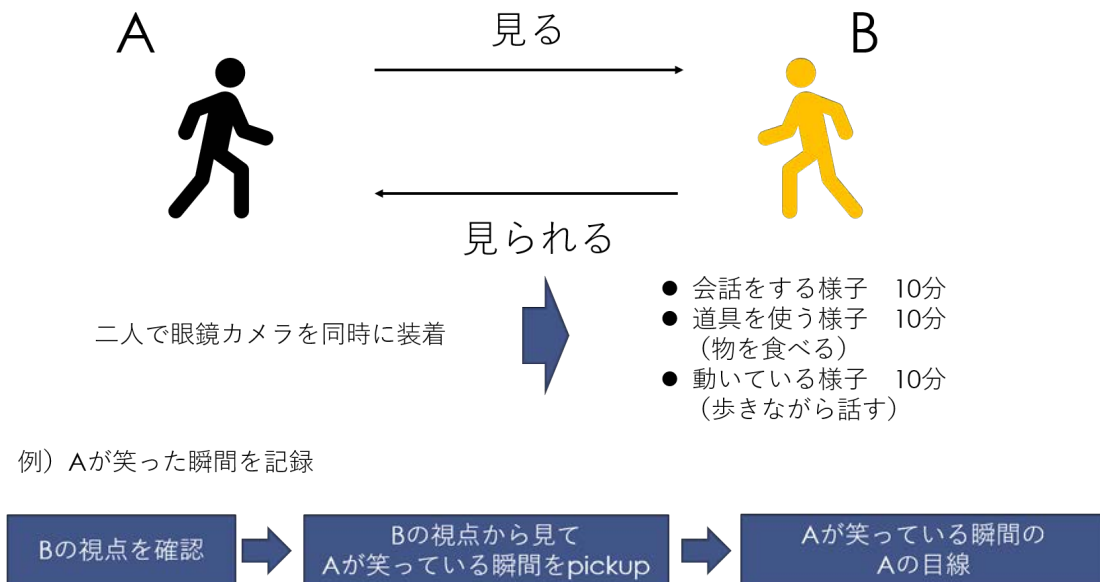 A
見る
B
見られる
二人で眼鏡カメラを同時に装着
● 会話をする様子　10分
● 道具を使う様子　10分
（物を食べる）
● 動いている様子　10分
（歩きながら話す）
例）Aが笑った瞬間を記録
Bの視点を確認
Bの視点から見て
Aが笑っている瞬間をpickup
Aが笑っている瞬間の
Aの目線